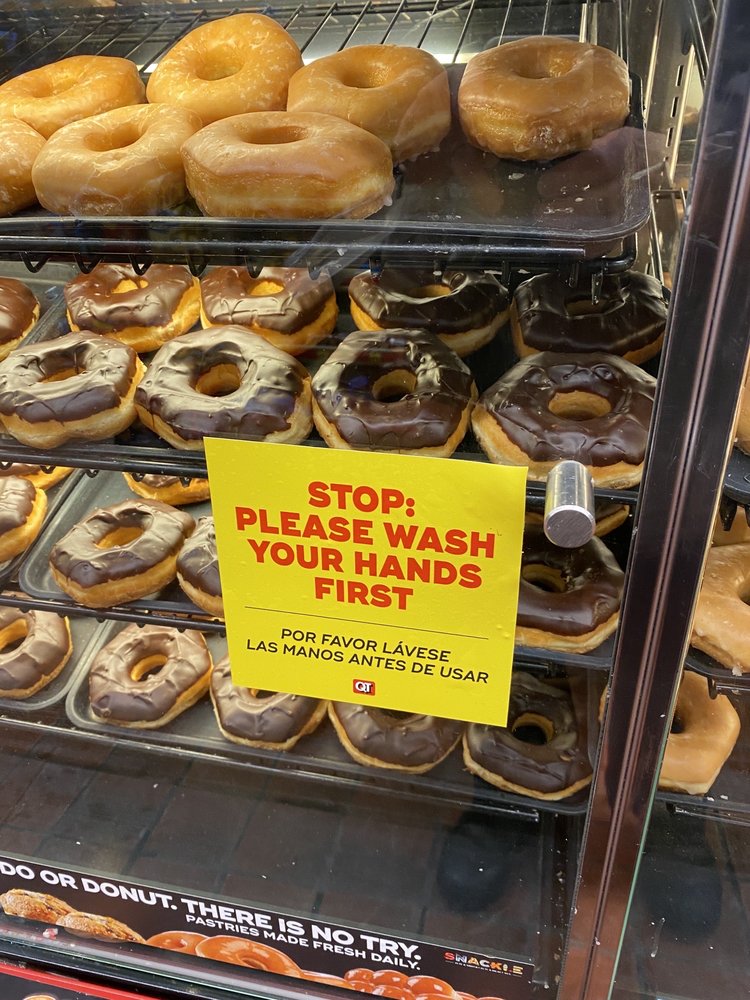 STOP:
PLEASE WASH
YOUR HANDS
FIRST
POR FAVOR LÁVESE
LAS MANOS ANTES DE USAR
QT
DO OR DONUT. THERE IS NO TRY.
PASTRIES MADE FRESH DAILY.
SNACKLE